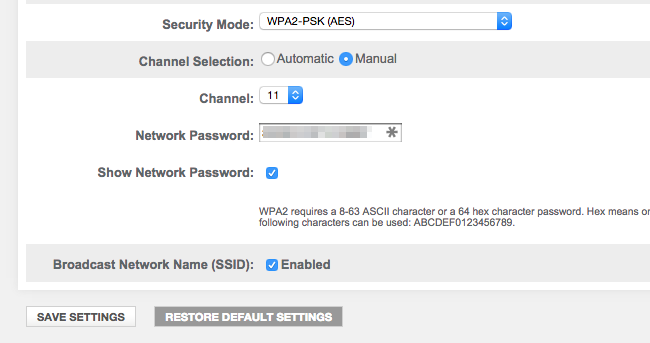 Security Mode: WPA2-PSK (AES)
Channel Selection: Automatic Manual
Channel: 11
Network Password:
Show Network Password:
WPA2 requires a 8-63 ASCII character or a 64 hex character password. Hex means on
following characters can be used: ABCDEF0123456789.
Broadcast Network Name (SSID): Enabled
SAVE SETTINGS RESTORE DEFAULT SETTINGS